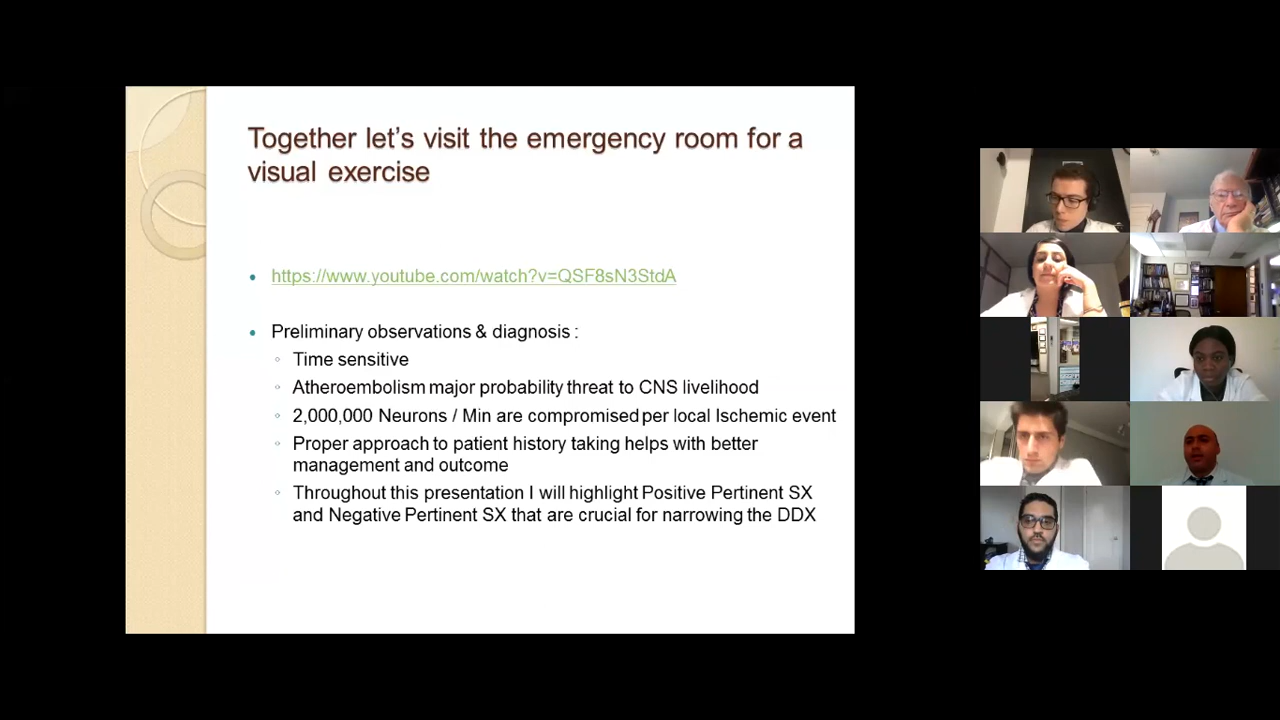 Together let's visit the emergency room for a
visual exercise
https://www.youtube.com/watch?v=QSF8sN3StdA
Preliminary observations & diagnosis :
Time sensitive
Atheroembolism major probability threat to CNS livelihood
2,000,000 Neurons / Min are compromised per local Ischemic event
Proper approach to patient history taking helps with better
management and outcome
Throughout this presentation I will highlight Positive Pertinent SX
and Negative Pertinent SX that are crucial for narrowing the DDX